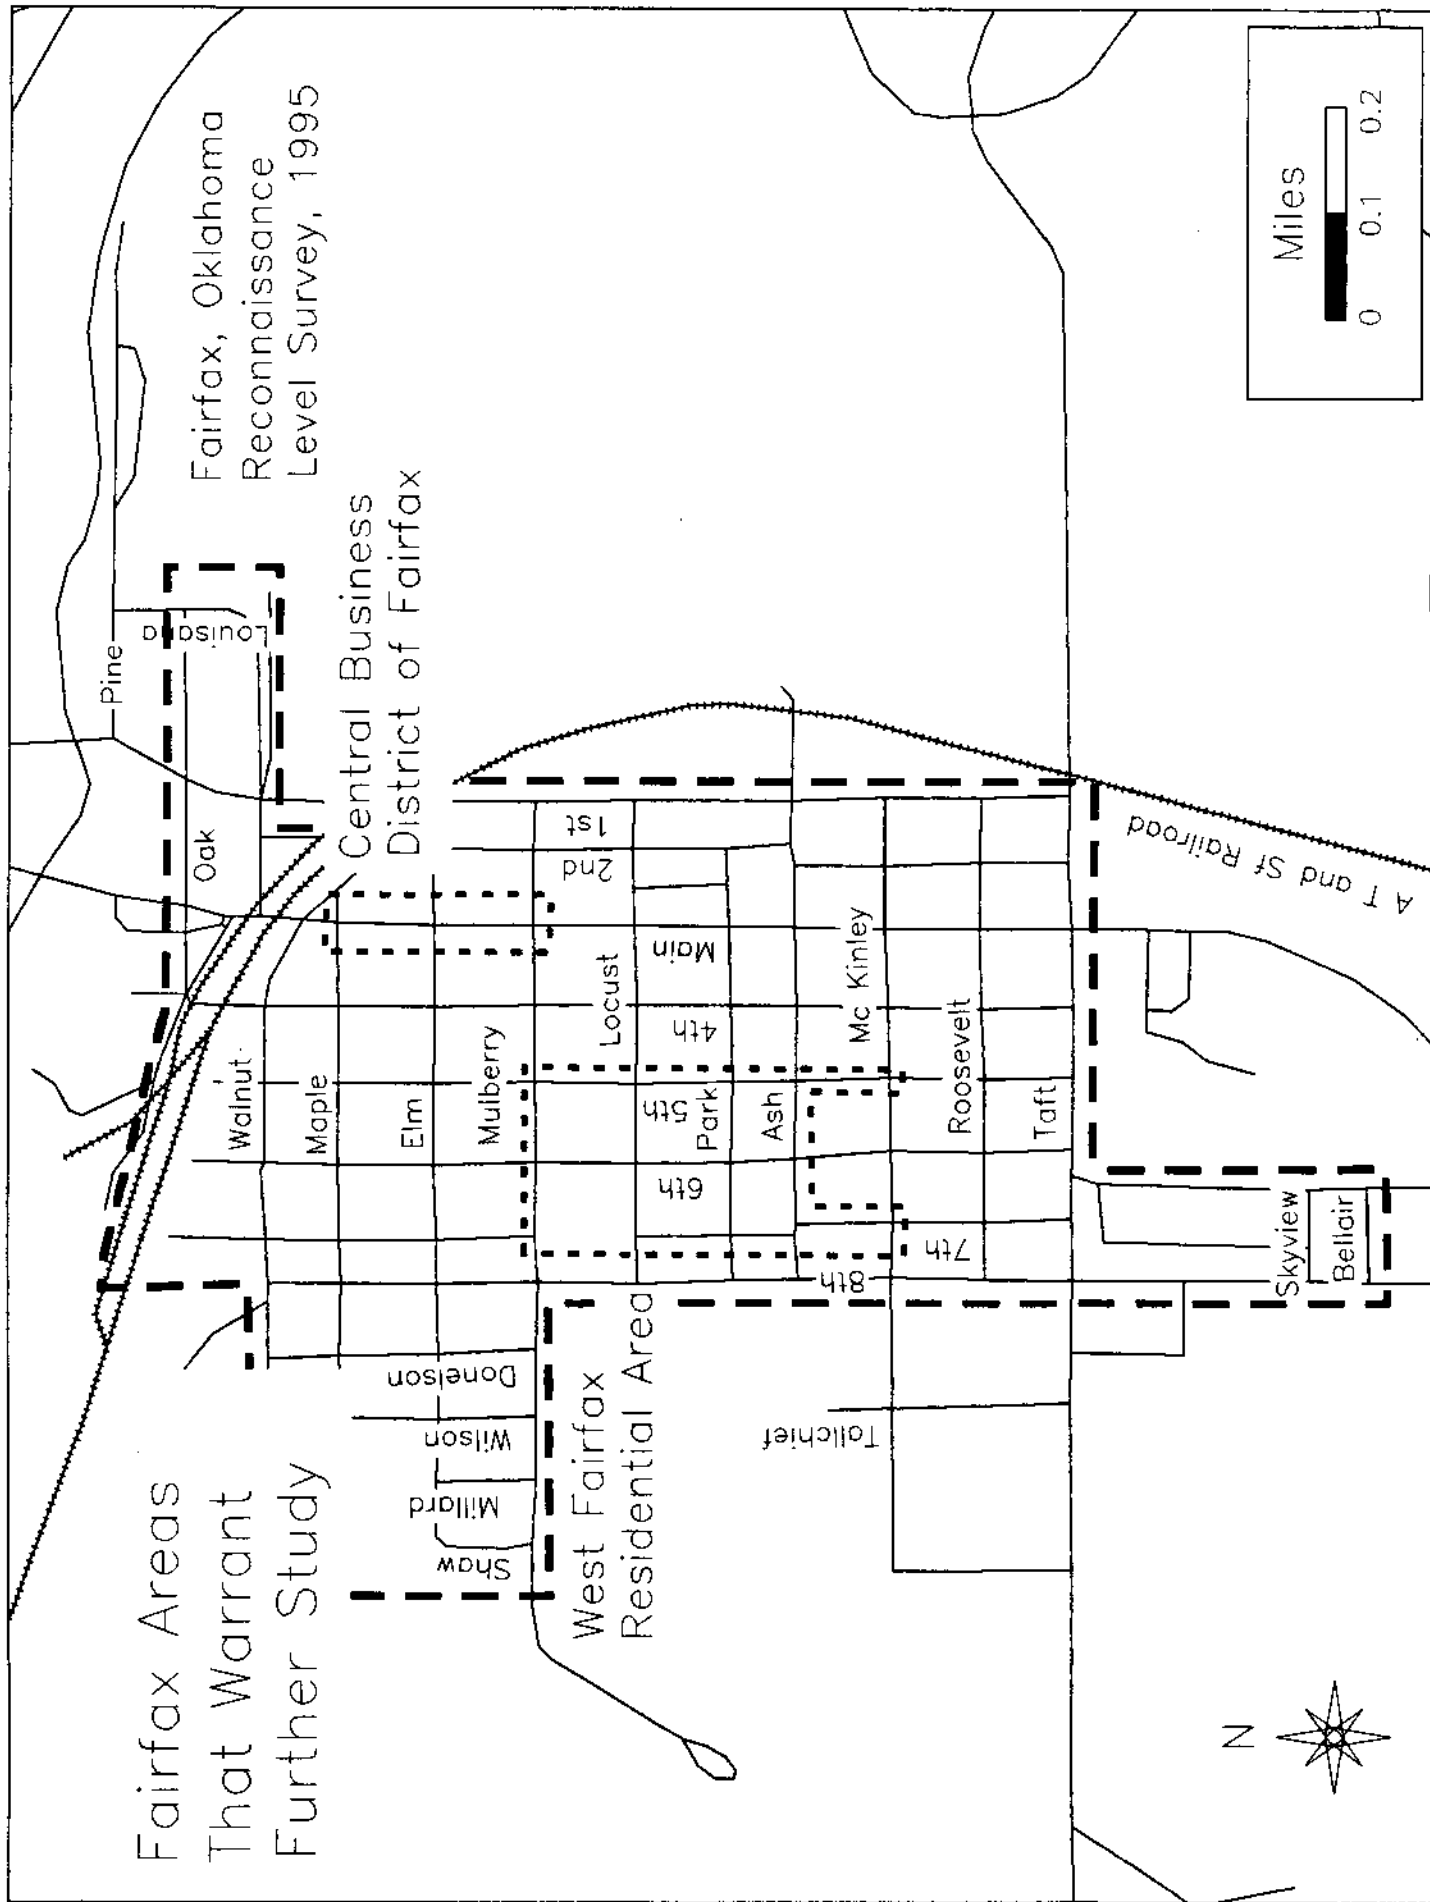 Fairfax Areas
That Warrant
Further Study
Fairfax, Oklahoma
Reconnaissance
Level Survey, 1995
Central Business
District of Fairfax
West Fairfax
Residential Area
Pine
Louisana
Oak
Walnut
Maple
Elm
Mulberry
Locust
Park
Ash
Mc Kinley
Roosevelt
Taft
Skyview
Bellair
Shaw
Millard
Wilson
Donelson
Tallchief
8th
7th
6th
5th
4th
Main
2nd
1st
A T and Sf Railroad
N
Miles
0 0.1 0.2